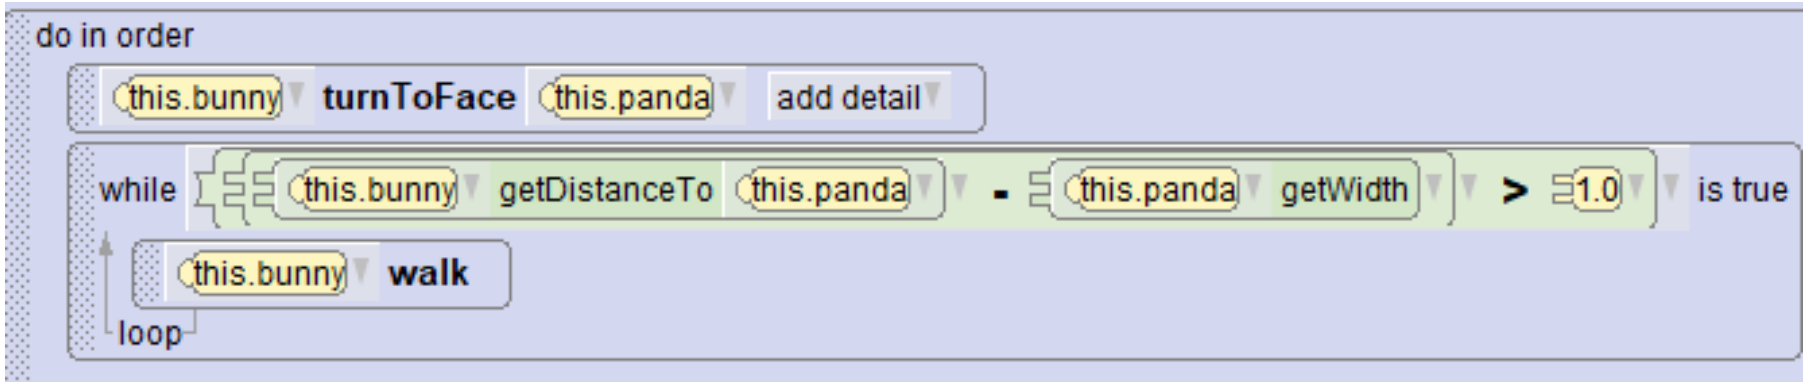 do in order
this.bunny turnToFace this.panda add detail
while this.bunny getDistanceTo this.panda - this.panda getWidth > 1.0 is true
this.bunny walk
loop